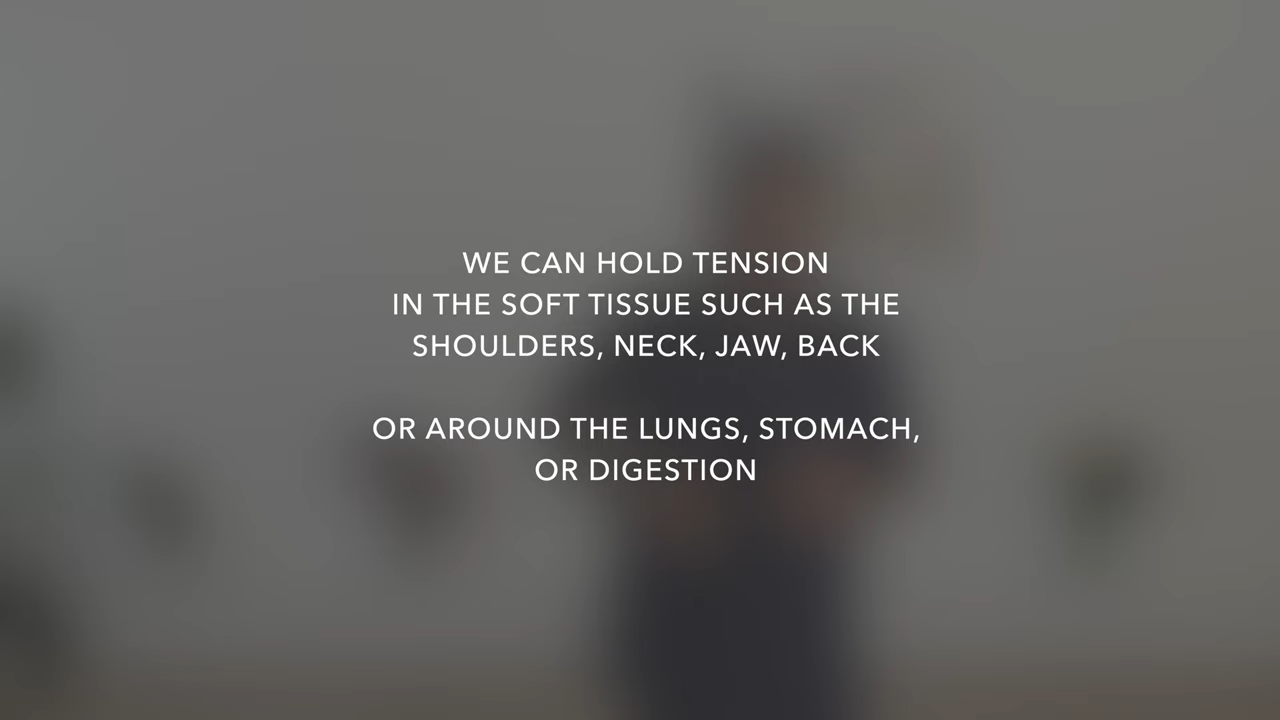 WE CAN HOLD TENSION
IN THE SOFT TISSUE SUCH AS THE
SHOULDERS, NECK, JAW, BACK
OR AROUND THE LUNGS, STOMACH,
OR DIGESTION